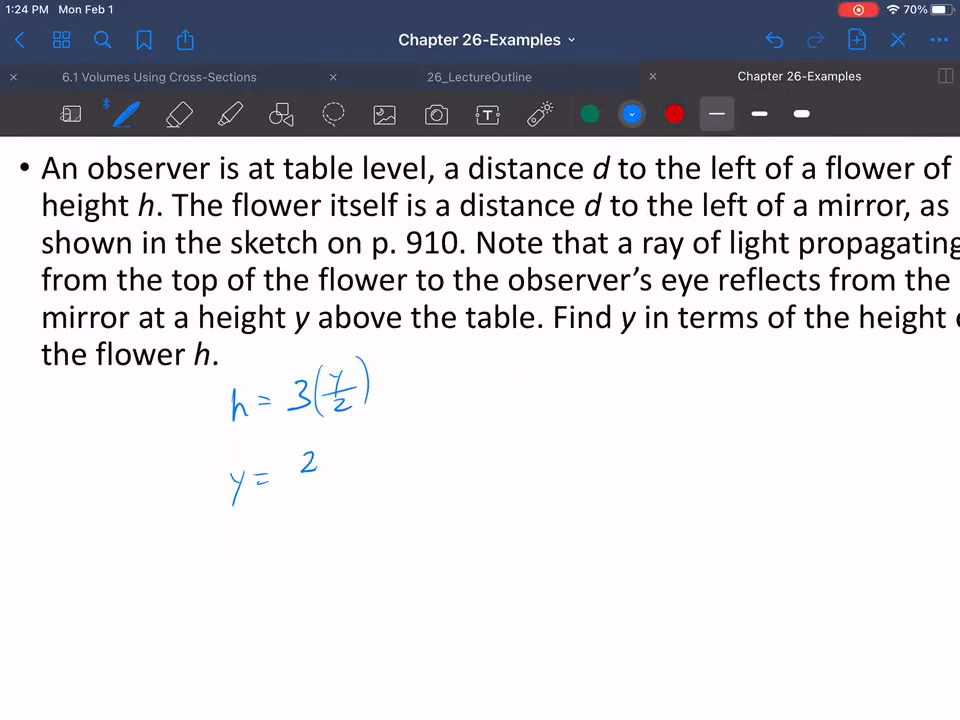 1:24 PM Mon Feb 1
70%
Chapter 26-Examples
6.1 Volumes Using Cross-Sections
26_LectureOutline
Chapter 26-Examples
T
• An observer is at table level, a distance d to the left of a flower of
height h. The flower itself is a distance d to the left of a mirror, as
shown in the sketch on p. 910. Note that a ray of light propagating
from the top of the flower to the observer's eye reflects from the
mirror at a height y above the table. Find y in terms of the height
the flower h.
h = 3(y/2)
y = 2